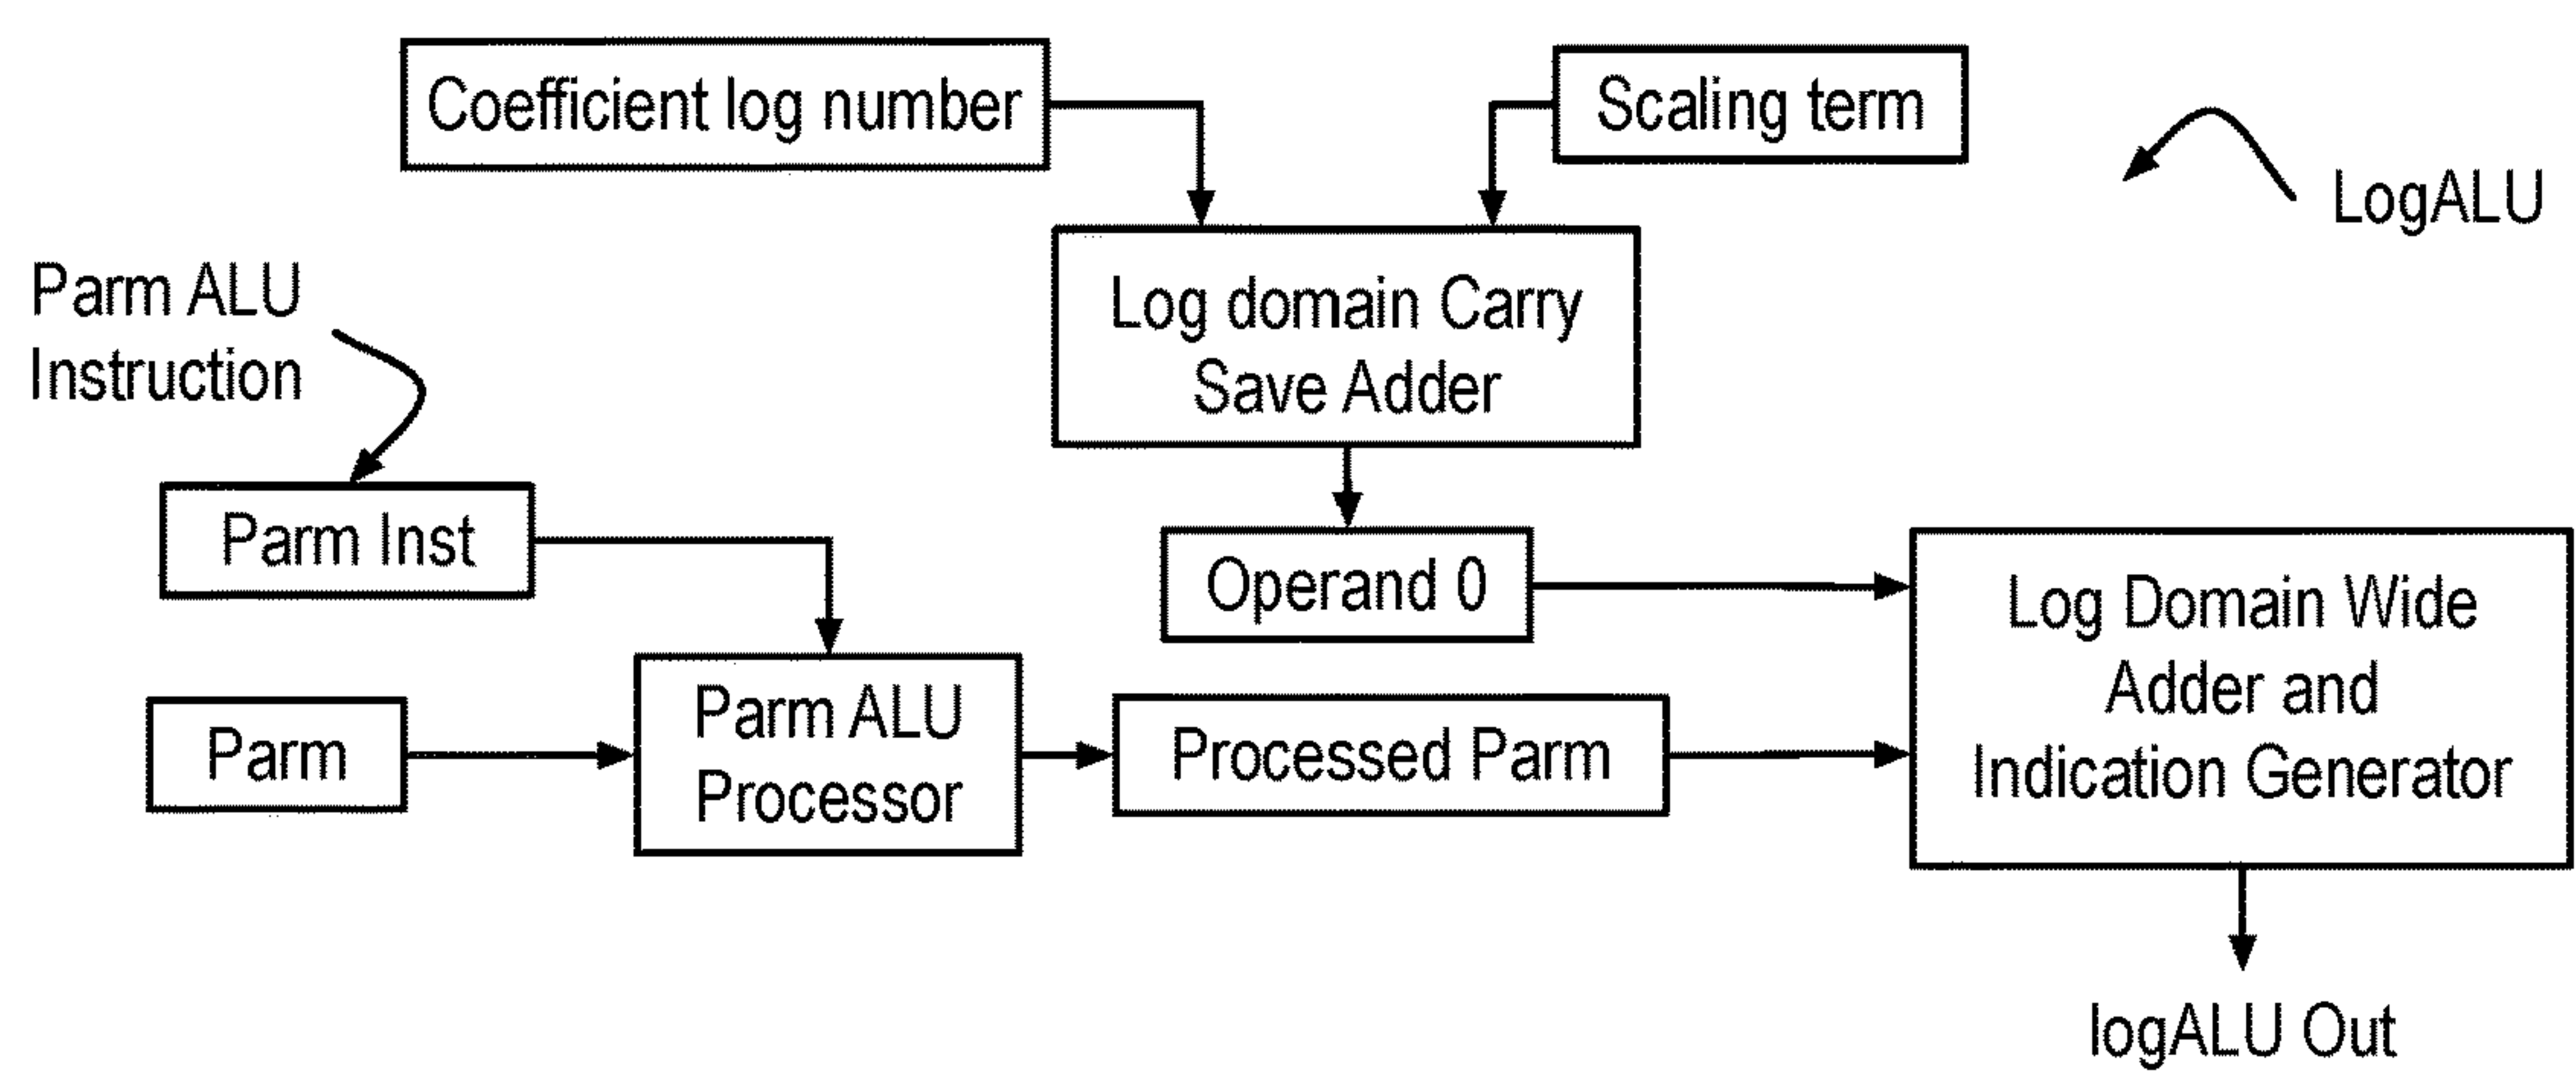 Coefficient log number
Scaling term
LogALU
Parm ALU
Instruction
Log domain Carry
Save Adder
Parm Inst
Operand 0
Log Domain Wide
Adder and
Indication Generator
Parm
Parm ALU
Processor
Processed Parm
logALU Out